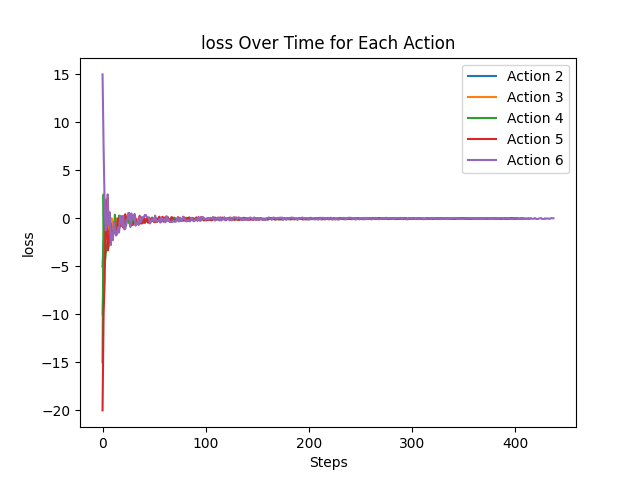 loss Over Time for Each Action
15
10
5
0
−5
−10
−15
−20
loss
Action 2
Action 3
Action 4
Action 5
Action 6
0 100 200 300 400
Steps